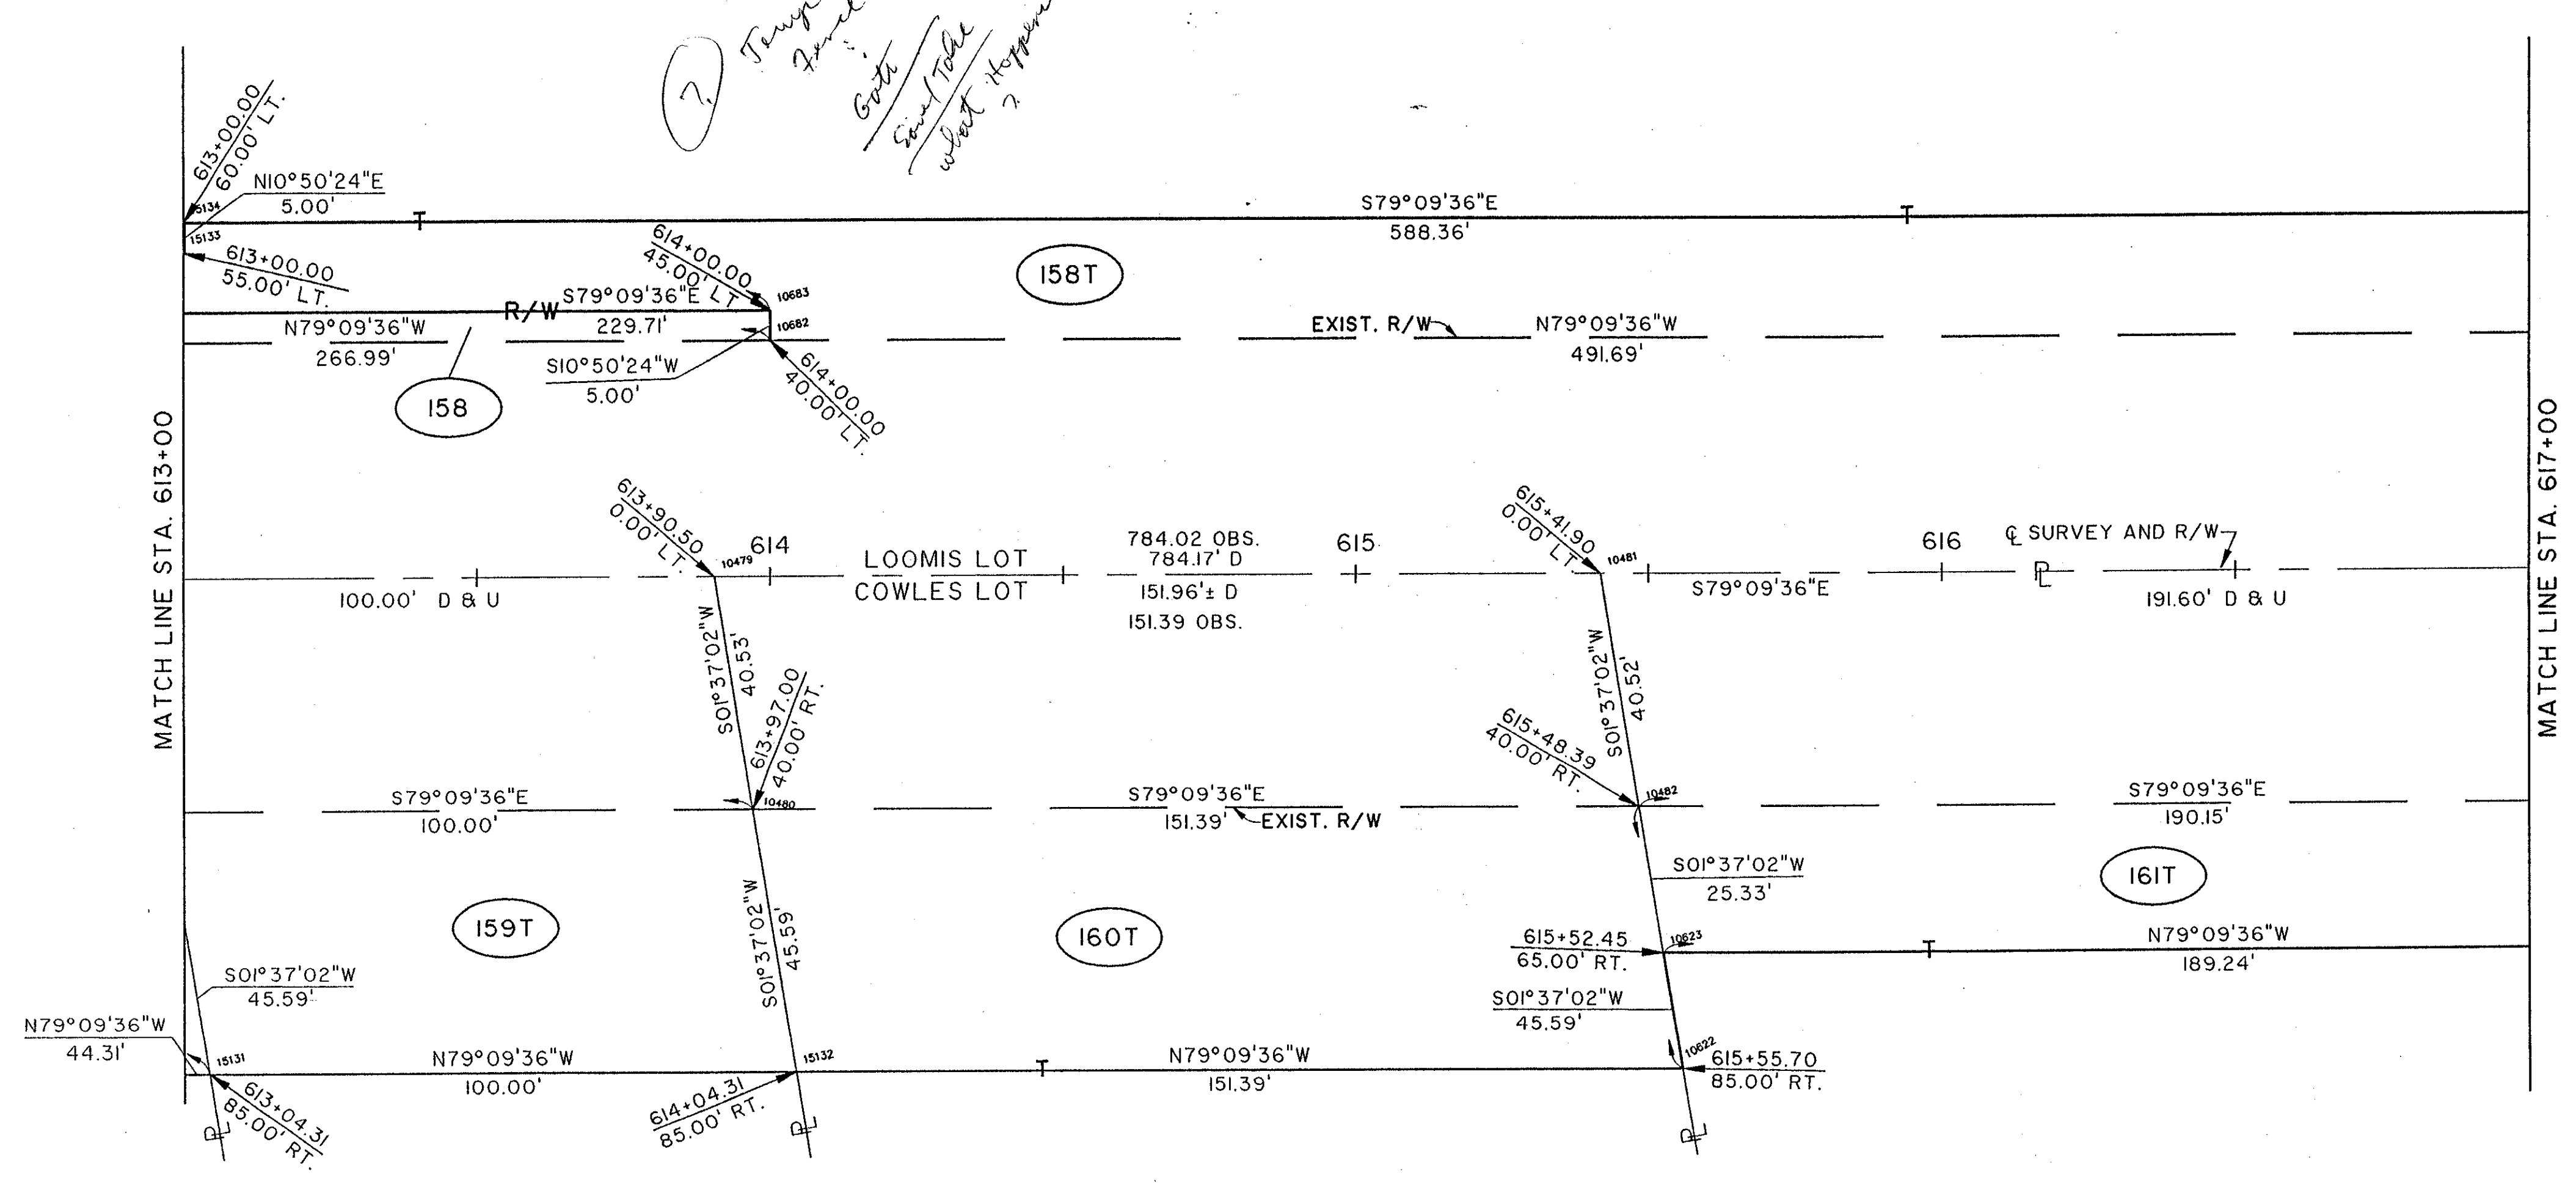 ?
Gate
what Happens
?
613+00.00
60.00' LT.
N10°50'24"E
5.00'
15134
15133
613+00.00
55.00' LT.
S79°09'36"E
588.36'
T
T
158T
614+00.00
45.00' LT
10683
R/W
S79°09'36"E
229.71'
N79°09'36"W
266.99'
10682
S10°50'24"W
5.00'
614+00.00
40.00' LT.
EXIST. R/W
N79°09'36"W
491.69'
158
MATCH LINE STA. 613+00
MATCH LINE STA. 617+00
613+90.50
0.00' LT.
10479
614
LOOMIS LOT
COWLES LOT
784.02 OBS.
784.17' D
151.96'± D
151.39 OBS.
615
615+41.90
0.00' LT.
10481
616
℄ SURVEY AND R/W
PL
S79°09'36"E
191.60' D & U
100.00' D & U
S01°37'02"W
40.53'
613+97.00
40.00' RT.
10480
S01°37'02"W
40.52'
615+48.39
40.00' RT.
10482
S79°09'36"E
100.00'
S79°09'36"E
151.39'
EXIST. R/W
S79°09'36"E
190.15'
S01°37'02"W
25.33'
161T
159T
160T
S01°37'02"W
45.59'
615+52.45
65.00' RT.
10623
T
N79°09'36"W
189.24'
S01°37'02"W
45.59'
S01°37'02"W
45.59'
N79°09'36"W
44.31'
15131
N79°09'36"W
100.00'
15132
T
N79°09'36"W
151.39'
10622
615+55.70
85.00' RT.
613+04.31
85.00' RT.
614+04.31
85.00' RT.
PL
PL
PL